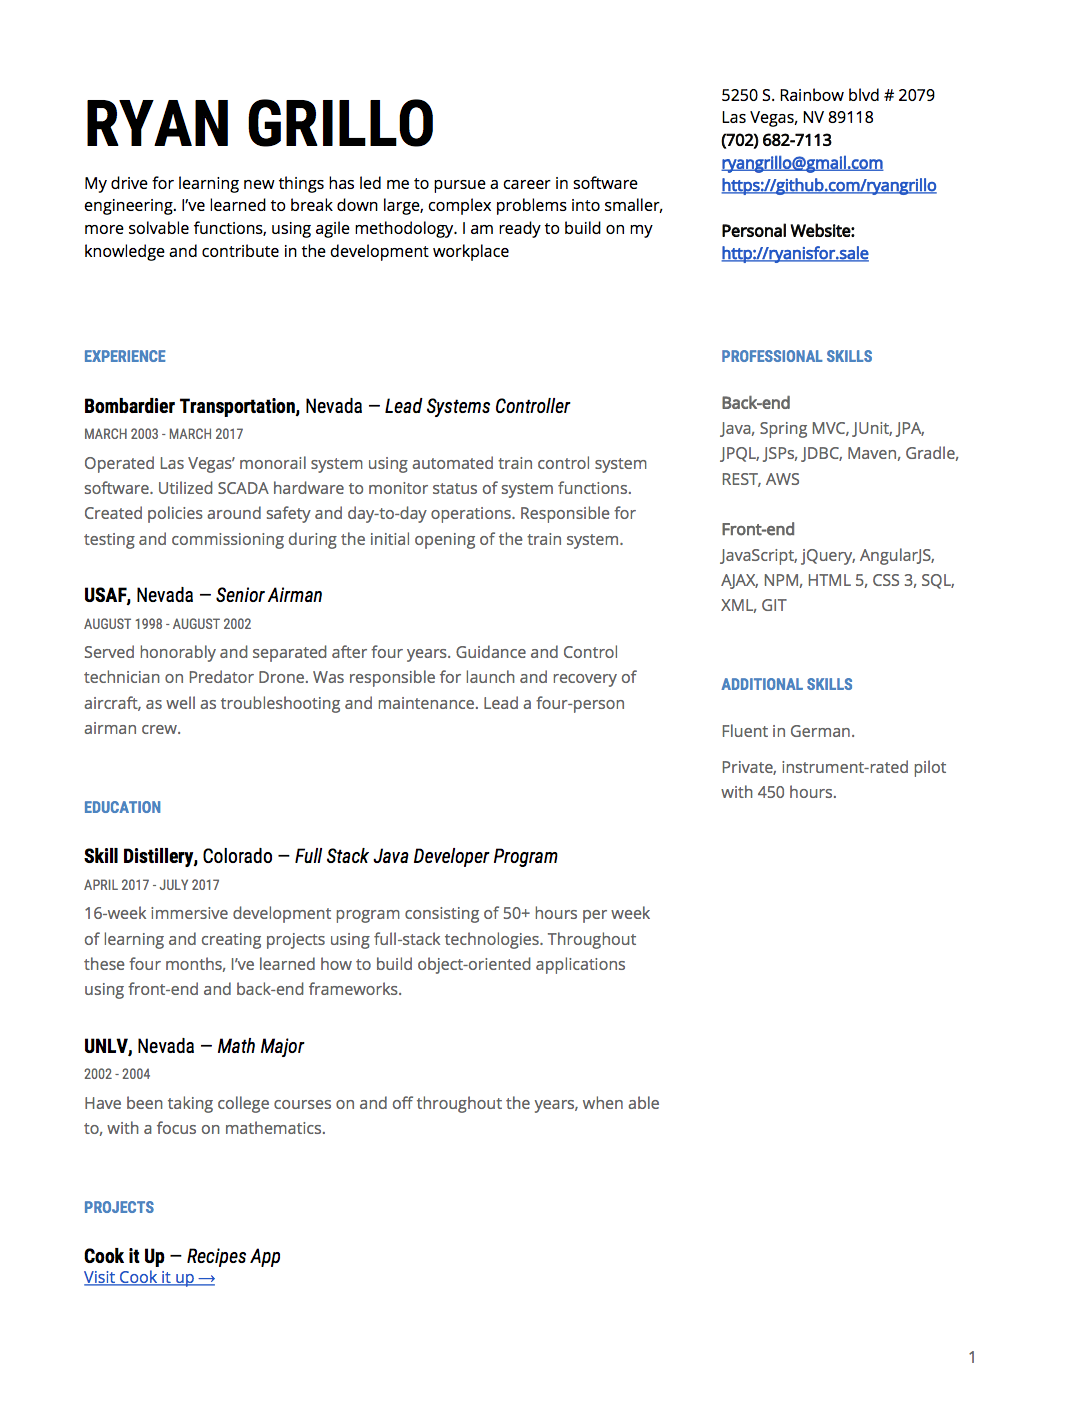 RYAN GRILLO
My drive for learning new things has led me to pursue a career in software
engineering. I’ve learned to break down large, complex problems into smaller,
more solvable functions, using agile methodology. I am ready to build on my
knowledge and contribute in the development workplace
5250 S. Rainbow blvd # 2079
Las Vegas, NV 89118
(702) 682-7113
ryangrillo@gmail.com
https://github.com/ryangrillo
Personal Website:
http://ryanisfor.sale
EXPERIENCE
Bombardier Transportation, Nevada — Lead Systems Controller
MARCH 2003 - MARCH 2017
Operated Las Vegas’ monorail system using automated train control system
software. Utilized SCADA hardware to monitor status of system functions.
Created policies around safety and day-to-day operations. Responsible for
testing and commissioning during the initial opening of the train system.
USAF, Nevada — Senior Airman
AUGUST 1998 - AUGUST 2002
Served honorably and separated after four years. Guidance and Control
technician on Predator Drone. Was responsible for launch and recovery of
aircraft, as well as troubleshooting and maintenance. Lead a four-person
airman crew.
EDUCATION
Skill Distillery, Colorado — Full Stack Java Developer Program
APRIL 2017 - JULY 2017
16-week immersive development program consisting of 50+ hours per week
of learning and creating projects using full-stack technologies. Throughout
these four months, I’ve learned how to build object-oriented applications
using front-end and back-end frameworks.
UNLV, Nevada — Math Major
2002 - 2004
Have been taking college courses on and off throughout the years, when able
to, with a focus on mathematics.
PROJECTS
Cook it Up — Recipes App
Visit Cook it up →
PROFESSIONAL SKILLS
Back-end
Java, Spring MVC, JUnit, JPA,
JPQL, JSPs, JDBC, Maven, Gradle,
REST, AWS
Front-end
JavaScript, jQuery, AngularJS,
AJAX, NPM, HTML 5, CSS 3, SQL,
XML, GIT
ADDITIONAL SKILLS
Fluent in German.
Private, instrument-rated pilot
with 450 hours.
1